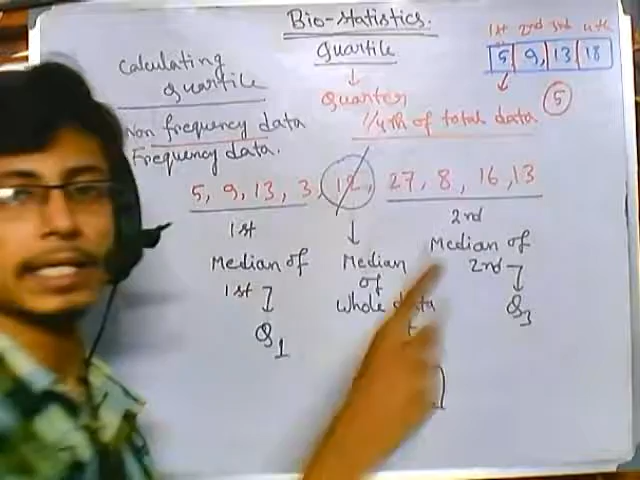 Bio-statistics.
Quartile
Quarter
1/4th of total data
1st 2nd 3rd 4th
5 9, 13 18
5
Calculating
Quartile
Non frequency data
Frequency data.
5, 9, 13, 3, 12, 27, 8, 16, 13
1st
Median of
1st
Q1
Median
of
Whole data
2nd
Median of
2nd
Q3